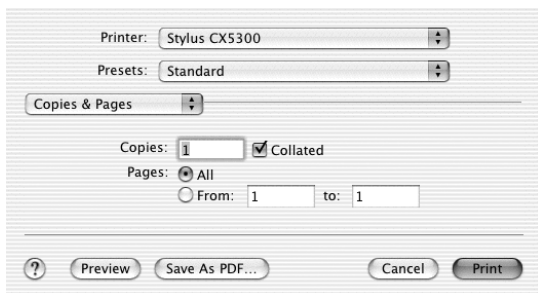 Printer: Stylus CX5300
Presets: Standard
Copies & Pages
Copies: 1 Collated
Pages: All
From: 1 to: 1
? Preview Save As PDF... Cancel Print